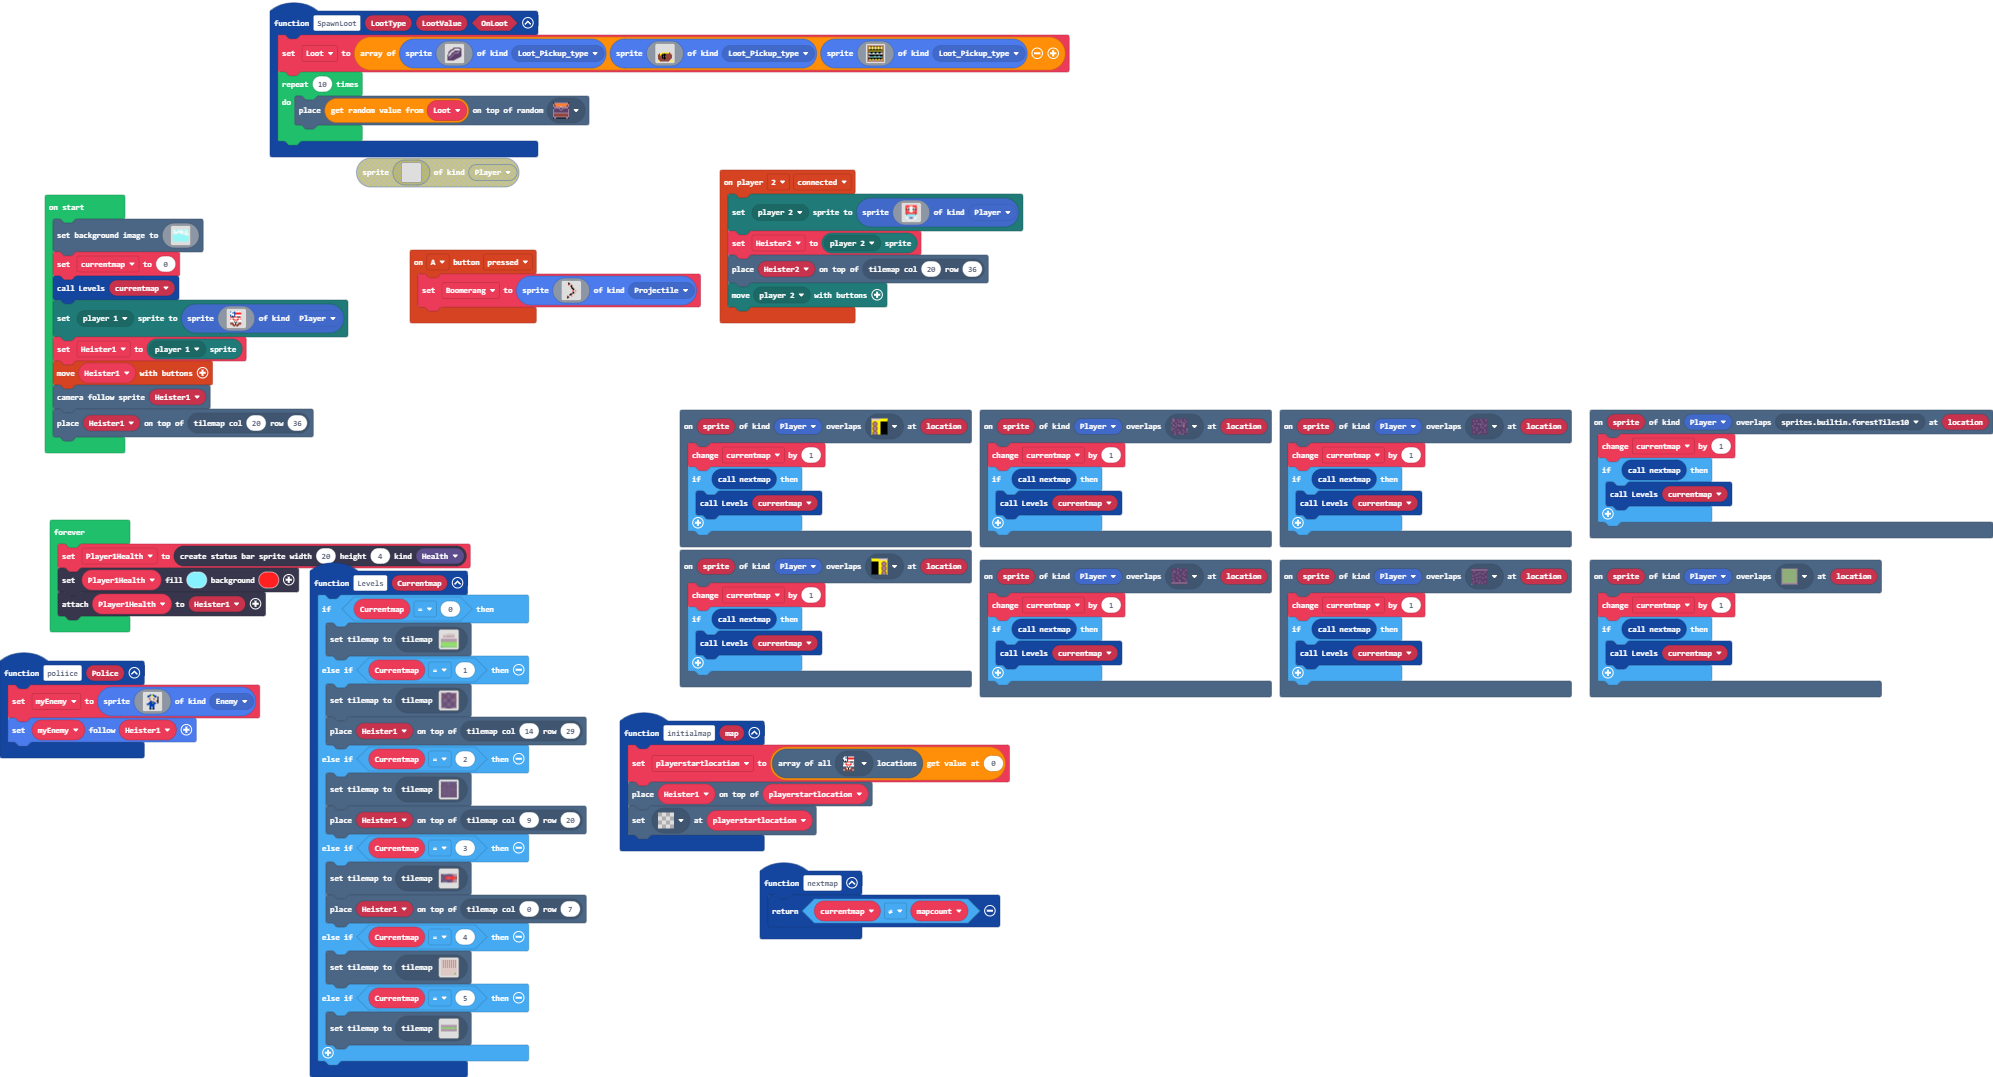 function SpawnLoot LootType LootValue OnLoot
set Loot to array of sprite of kind Loot_Pickup_type sprite of kind Loot_Pickup_type sprite of kind Loot_Pickup_type
repeat 10 times
do
place get random value from Loot on top of random
sprite of kind Player
on start
set background image to
set currentmap to 0
call Levels currentmap
set player 1 sprite to sprite of kind Player
set Heister1 to player 1 sprite
move Heister1 with buttons
camera follow sprite Heister1
place Heister1 on top of tilemap col 20 row 36
on A button pressed
set Boomerang to sprite of kind Projectile
on player 2 connected
set player 2 sprite to sprite of kind Player
set Heister2 to player 2 sprite
place Heister2 on top of tilemap col 20 row 36
move player 2 with buttons
on sprite of kind Player overlaps at location
change currentmap by 1
if call nextmap then
call Levels currentmap
on sprite of kind Player overlaps at location
change currentmap by 1
if call nextmap then
call Levels currentmap
on sprite of kind Player overlaps at location
change currentmap by 1
if call nextmap then
call Levels currentmap
on sprite of kind Player overlaps sprites.builtin.forestTiles10 at location
change currentmap by 1
if call nextmap then
call Levels currentmap
on sprite of kind Player overlaps at location
change currentmap by 1
if call nextmap then
call Levels currentmap
on sprite of kind Player overlaps at location
change currentmap by 1
if call nextmap then
call Levels currentmap
on sprite of kind Player overlaps at location
change currentmap by 1
if call nextmap then
call Levels currentmap
on sprite of kind Player overlaps at location
change currentmap by 1
if call nextmap then
call Levels currentmap
forever
set Player1Health to create status bar sprite width 20 height 4 kind Health
set Player1Health fill background
attach Player1Health to Heister1
function poliice Police
set myEnemy to sprite of kind Enemy
set myEnemy follow Heister1
function Levels Currentmap
if Currentmap = 0 then
set tilemap to tilemap
else if Currentmap = 1 then
set tilemap to tilemap
place Heister1 on top of tilemap col 14 row 29
else if Currentmap = 2 then
set tilemap to tilemap
place Heister1 on top of tilemap col 9 row 20
else if Currentmap = 3 then
set tilemap to tilemap
place Heister1 on top of tilemap col 0 row 7
else if Currentmap = 4 then
set tilemap to tilemap
else if Currentmap = 5 then
set tilemap to tilemap
function initialmap map
set playerstartlocation to array of all locations get value at 0
place Heister1 on top of playerstartlocation
set at playerstartlocation
function nextmap
return currentmap ≠ mapcount